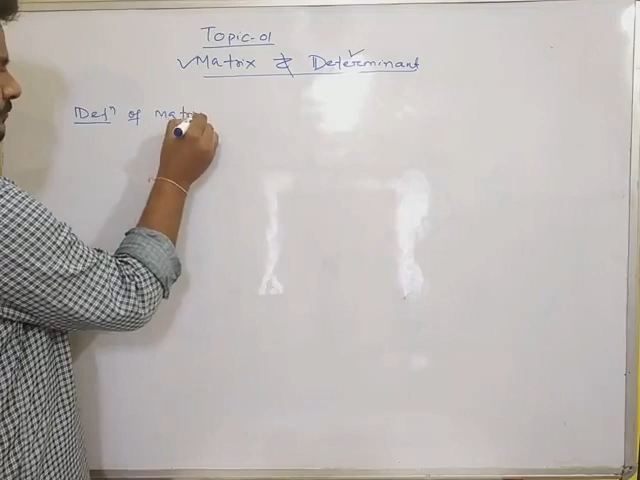 Topic-01
✓Matrix & Determinant ✓
Defⁿ of matr